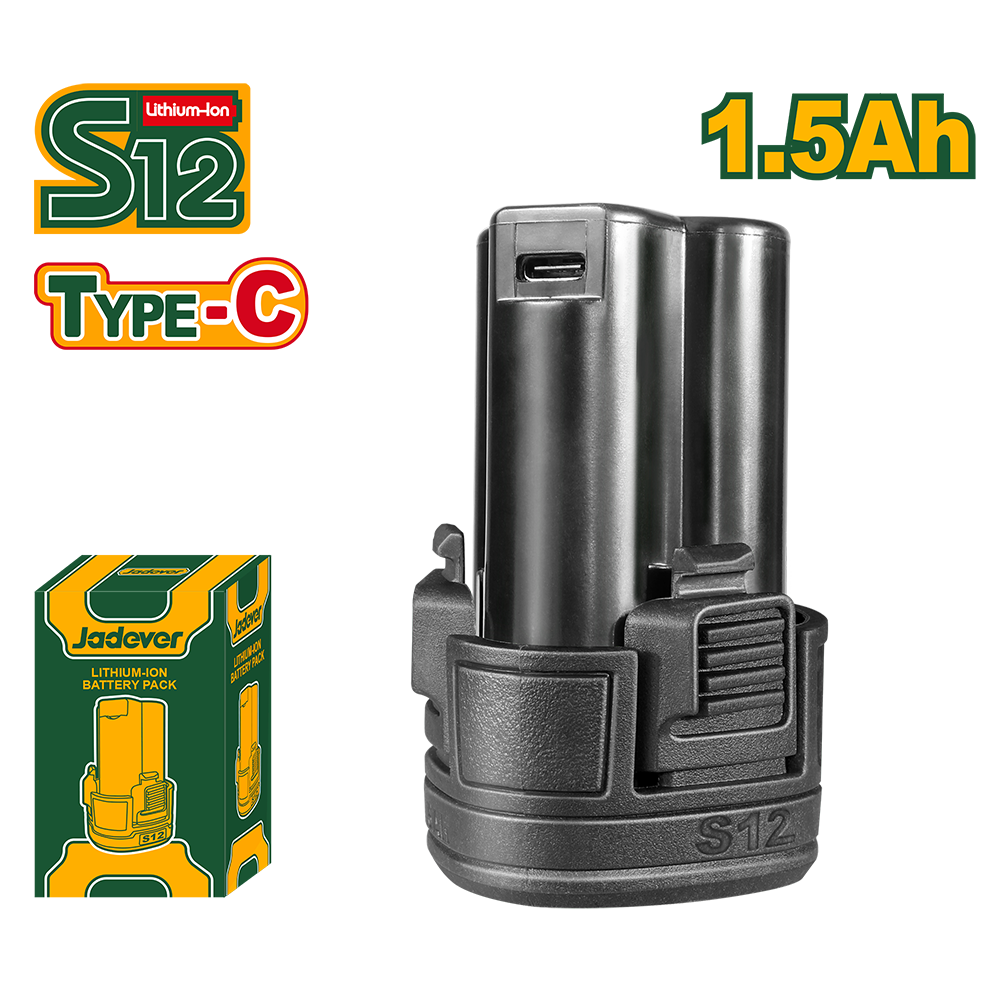 Lithium-Ion
S12
1.5Ah
TYPE-C
S12
Jadever
Jadever
LITHIUM-ION
BATTERY PACK
S12
Jadever
LITHIUM-ION
BATTERY PACK